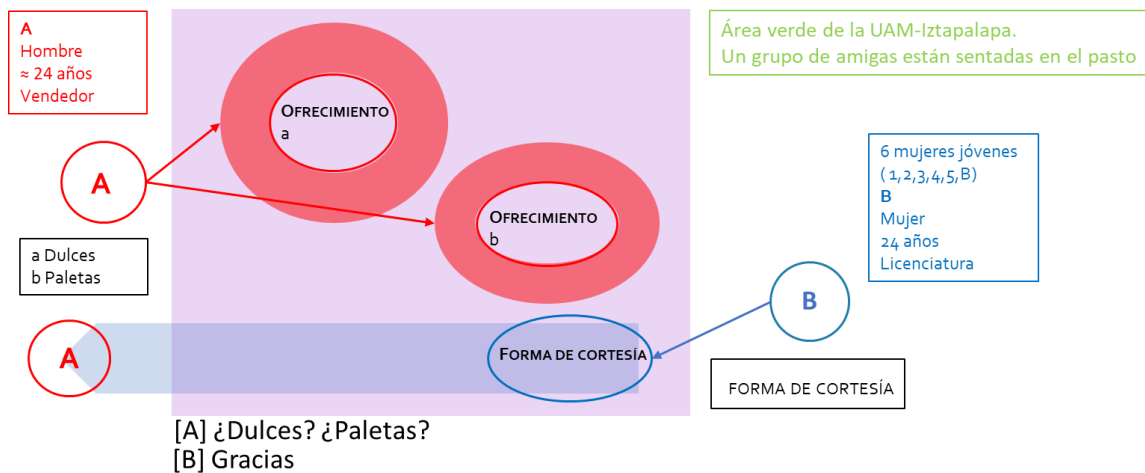 A
Hombre
≈ 24 años
Vendedor
Área verde de la UAM-Iztapalapa.
Un grupo de amigas están sentadas en el pasto
OFRECIMIENTO
a
A
6 mujeres jóvenes
( 1,2,3,4,5,B)
B
Mujer
24 años
Licenciatura
OFRECIMIENTO
b
a Dulces
b Paletas
B
A
FORMA DE CORTESÍA
FORMA DE CORTESÍA
[A] ¿Dulces? ¿Paletas?
[B] Gracias